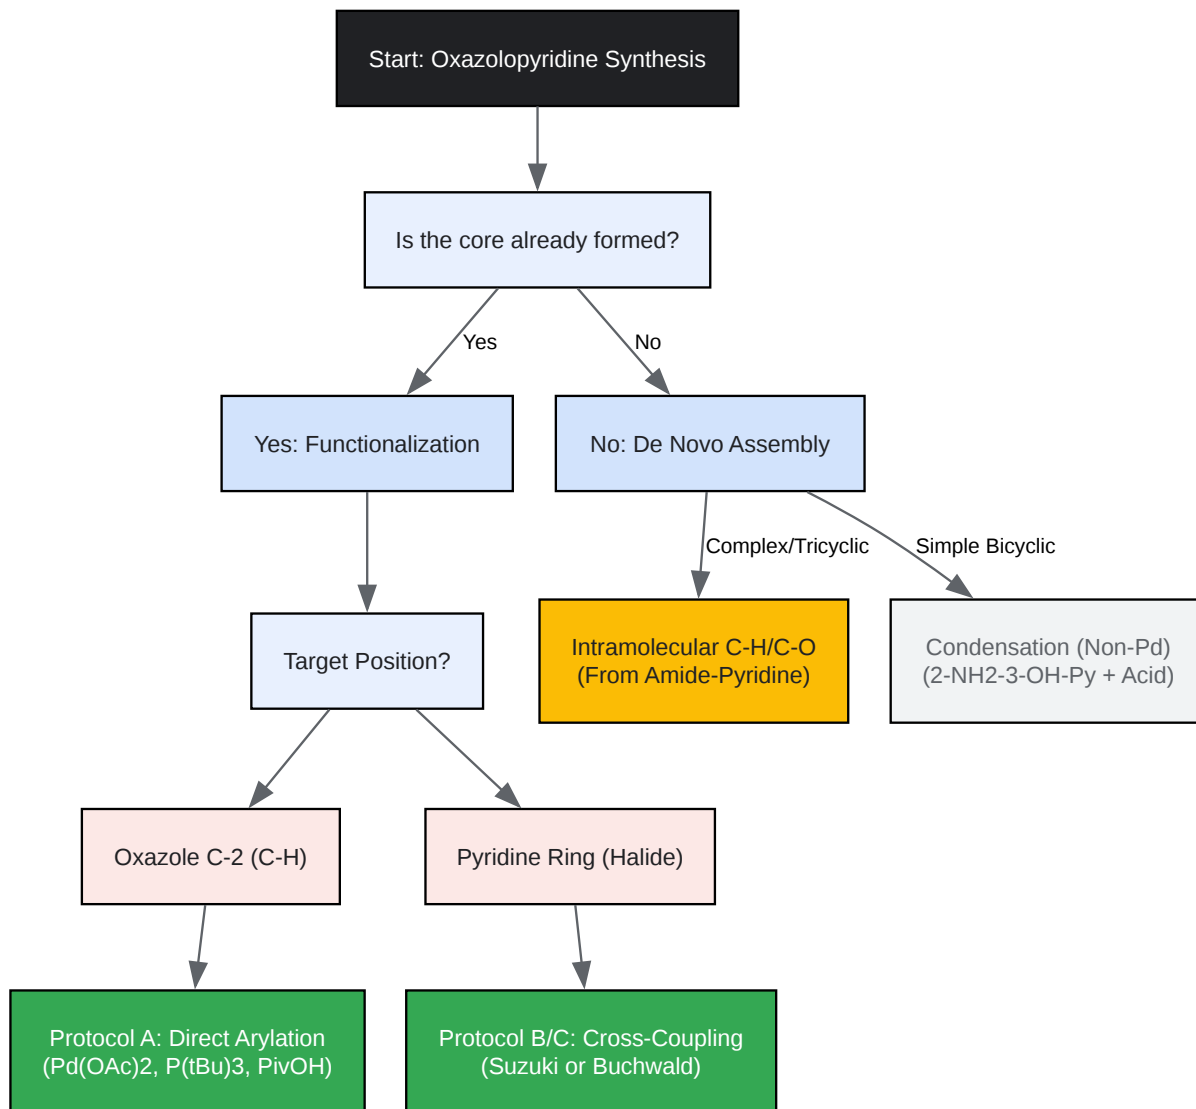 Start: Oxazolopyridine Synthesis
Is the core already formed?
Yes
No
Yes: Functionalization
No: De Novo Assembly
Complex/Tricyclic
Simple Bicyclic
Target Position?
Intramolecular C-H/C-O
(From Amide-Pyridine)
Condensation (Non-Pd)
(2-NH2-3-OH-Py + Acid)
Oxazole C-2 (C-H)
Pyridine Ring (Halide)
Protocol A: Direct Arylation
(Pd(OAc)2, P(tBu)3, PivOH)
Protocol B/C: Cross-Coupling
(Suzuki or Buchwald)